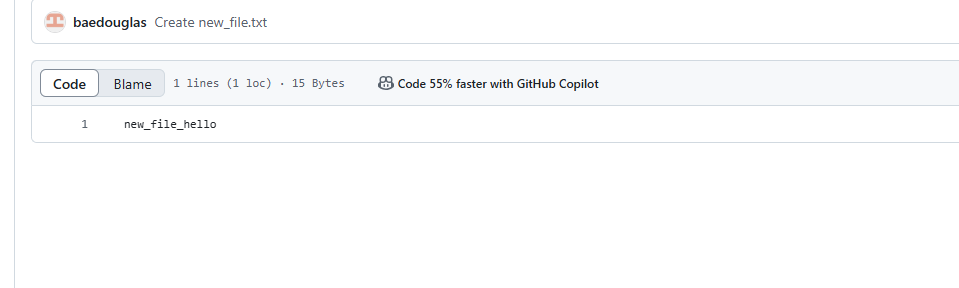 baedouglas Create new_file.txt
Code Blame 1 lines (1 loc) · 15 Bytes Code 55% faster with GitHub Copilot
1 new_file_hello